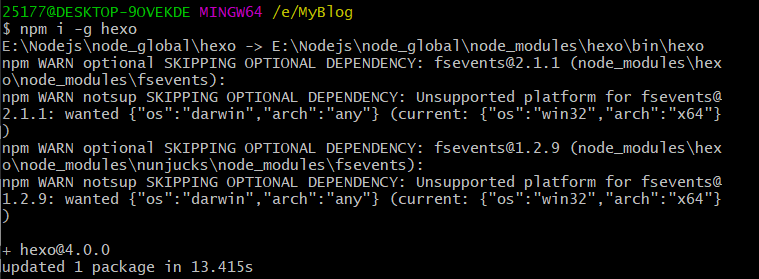 25177@DESKTOP-9OVEKDE MINGW64 /e/MyBlog
$ npm i -g hexo
E:\Nodejs\node_global\hexo -> E:\Nodejs\node_global\node_modules\hexo\bin\hexo
npm WARN optional SKIPPING OPTIONAL DEPENDENCY: fsevents@2.1.1 (node_modules\hex
o\node_modules\fsevents):
npm WARN notsup SKIPPING OPTIONAL DEPENDENCY: Unsupported platform for fsevents@
2.1.1: wanted {"os":"darwin","arch":"any"} (current: {"os":"win32","arch":"x64"}
)
npm WARN optional SKIPPING OPTIONAL DEPENDENCY: fsevents@1.2.9 (node_modules\hex
o\node_modules\nunjucks\node_modules\fsevents):
npm WARN notsup SKIPPING OPTIONAL DEPENDENCY: Unsupported platform for fsevents@
1.2.9: wanted {"os":"darwin","arch":"any"} (current: {"os":"win32","arch":"x64"}
)
+ hexo@4.0.0
updated 1 package in 13.415s